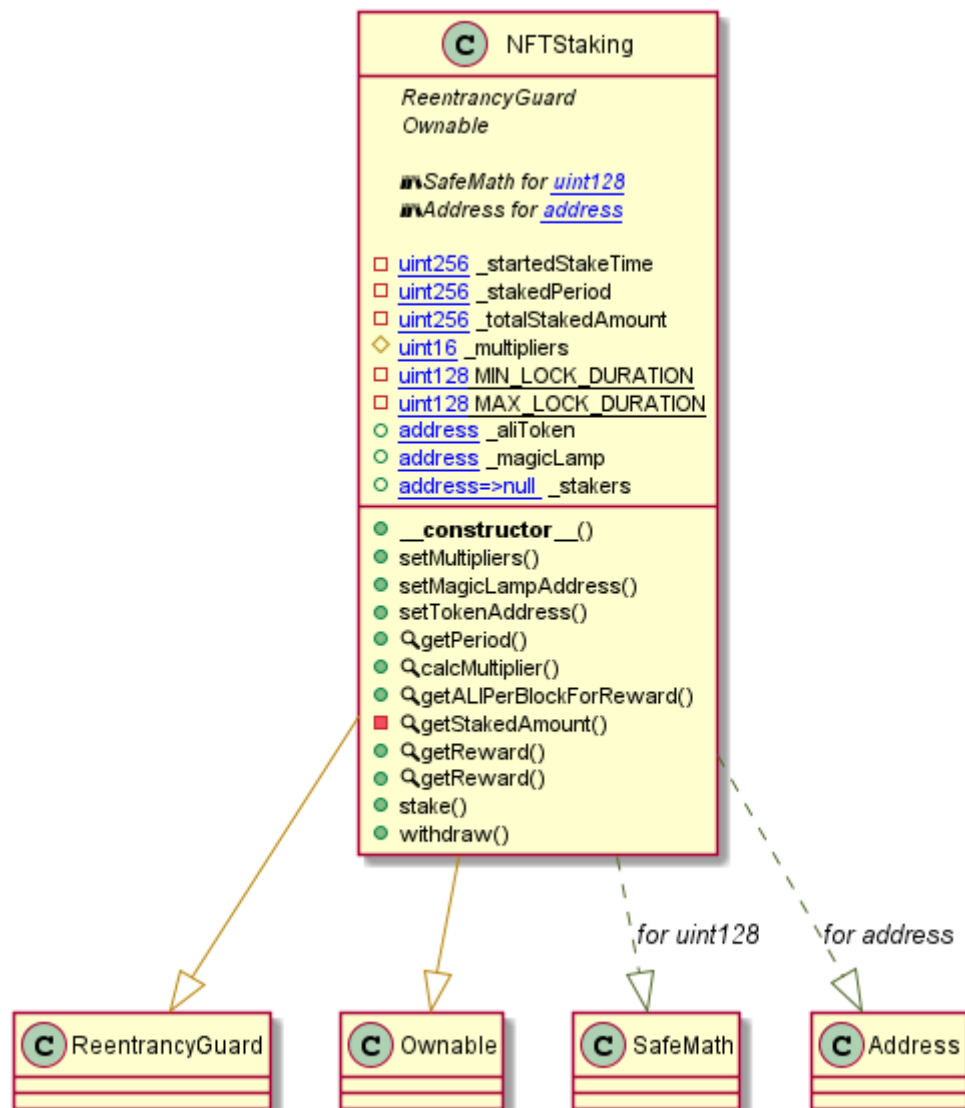 C NFTStaking
ReentrancyGuard
Ownable
SafeMath for uint128
Address for address
uint256 _startedStakeTime
uint256 _stakedPeriod
uint256 _totalStakedAmount
uint16 _multipliers
uint128 MIN_LOCK_DURATION
uint128 MAX_LOCK_DURATION
address _aliToken
address _magicLamp
address=>null _stakers
__constructor__()
setMultipliers()
setMagicLampAddress()
setTokenAddress()
getPeriod()
calcMultiplier()
getALIPerBlockForReward()
getStakedAmount()
getReward()
getReward()
stake()
withdraw()
for uint128
for address
C ReentrancyGuard
C Ownable
C SafeMath
C Address